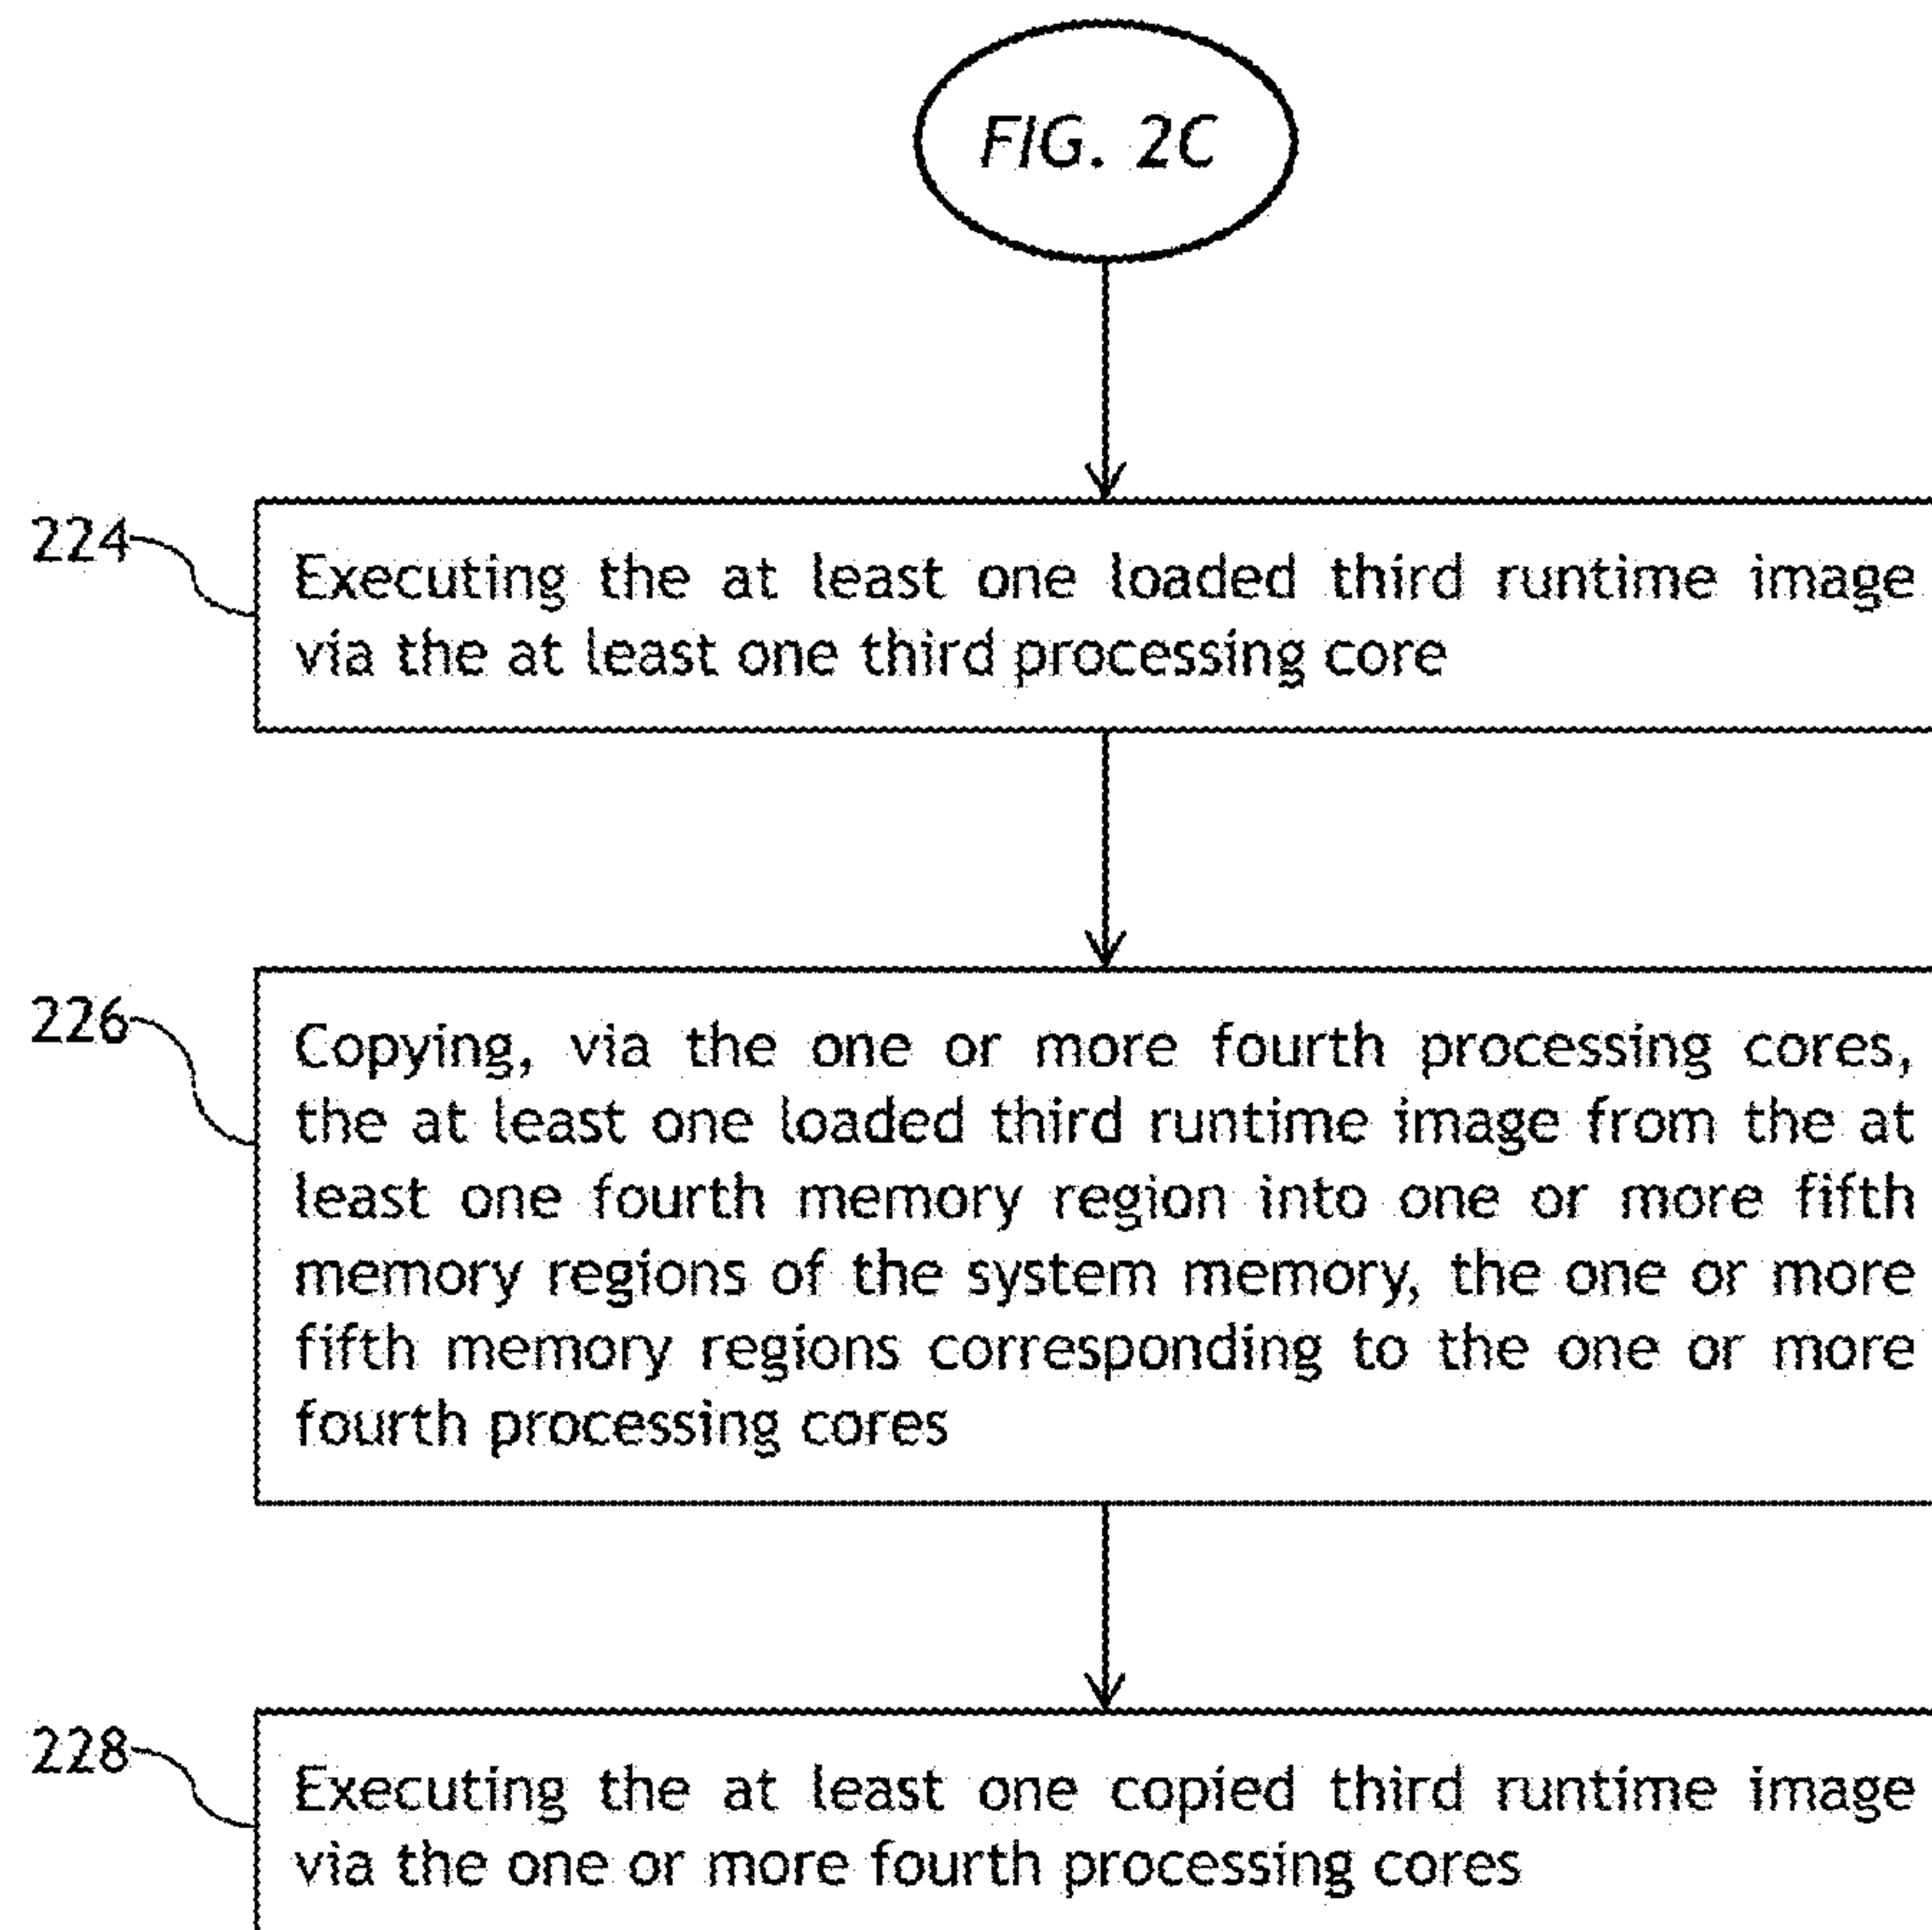 FIG. 2C
224
Executing the at least one loaded third runtime image
via the at least one third processing core
226
Copying, via the one or more fourth processing cores,
the at least one loaded third runtime image from the at
least one fourth memory region into one or more fifth
memory regions of the system memory, the one or more
fifth memory regions corresponding to the one or more
fourth processing cores
228
Executing the at least one copied third runtime image
via the one or more fourth processing cores